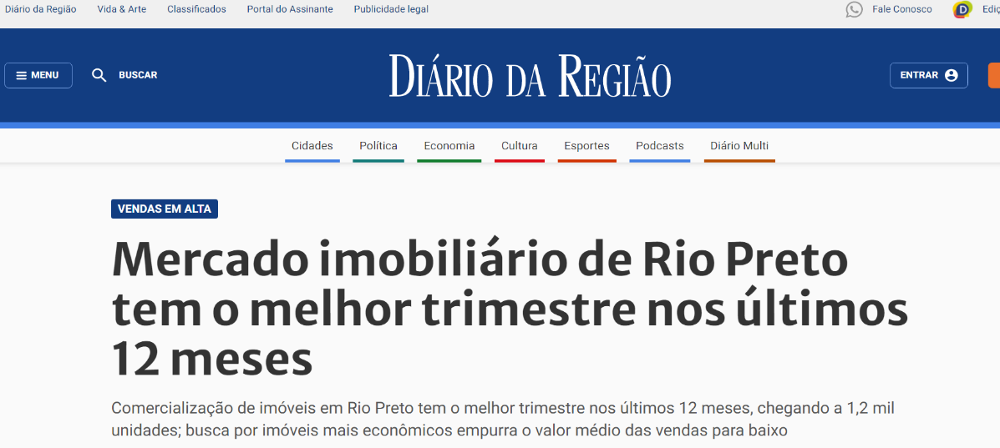 Diário da Região Vida & Arte Classificados Portal do Assinante Publicidade legal Fale Conosco
MENU BUSCAR DIÁRIO DA REGIÃO ENTRAR
Cidades Política Economia Cultura Esportes Podcasts Diário Multi
VENDAS EM ALTA
Mercado imobiliário de Rio Preto
tem o melhor trimestre nos últimos
12 meses
Comercialização de imóveis em Rio Preto tem o melhor trimestre nos últimos 12 meses, chegando a 1,2 mil
unidades; busca por imóveis mais econômicos empurra o valor médio das vendas para baixo